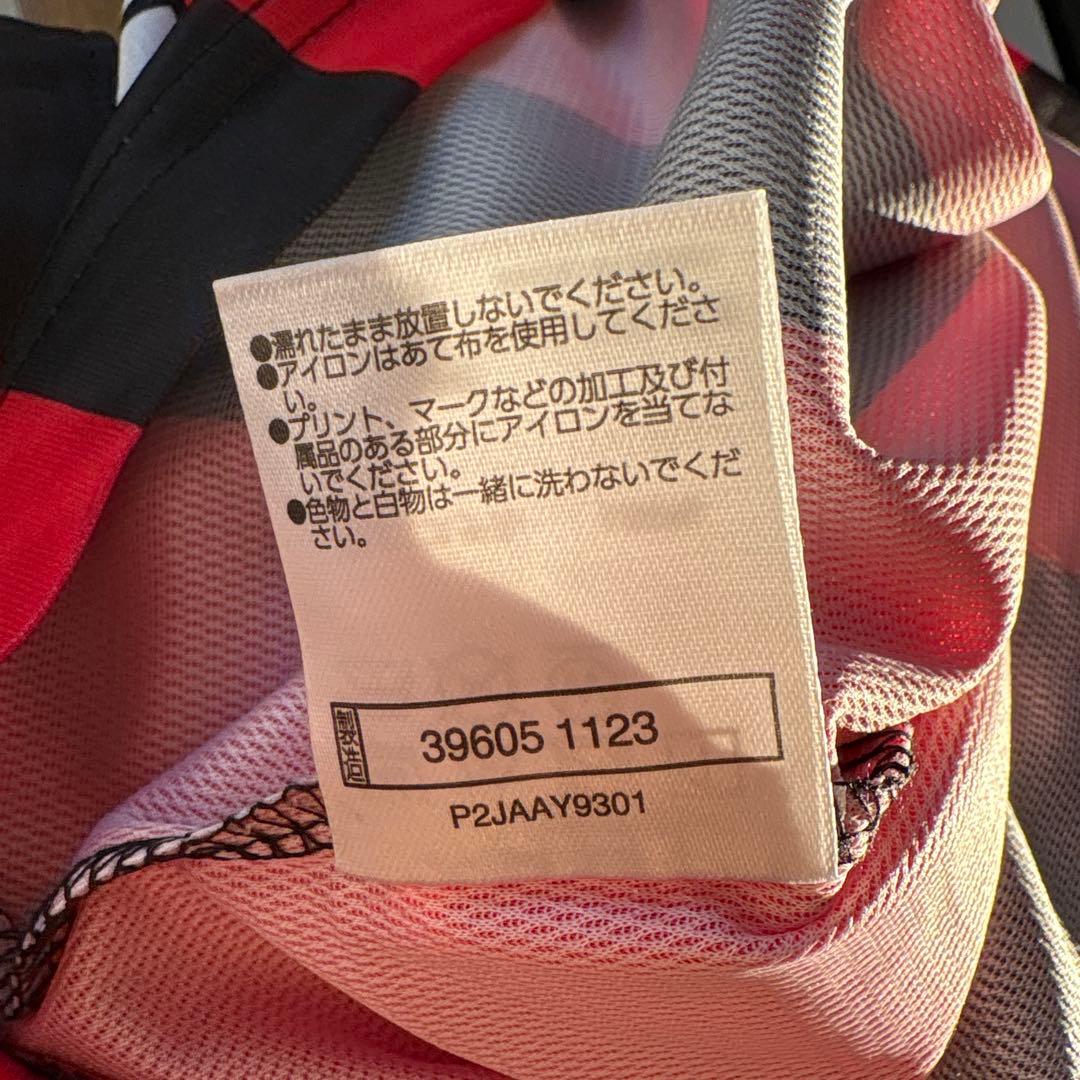 ●濡れたまま放置しないでください。
●アイロンはあて布を使用してくださ
い。
●プリント、マークなどの加工及び付
属品のある部分にアイロンを当てな
いでください。
●色物と白物は一緒に洗わないでくだ
さい。
製造 39605 1123
P2JAAY9301